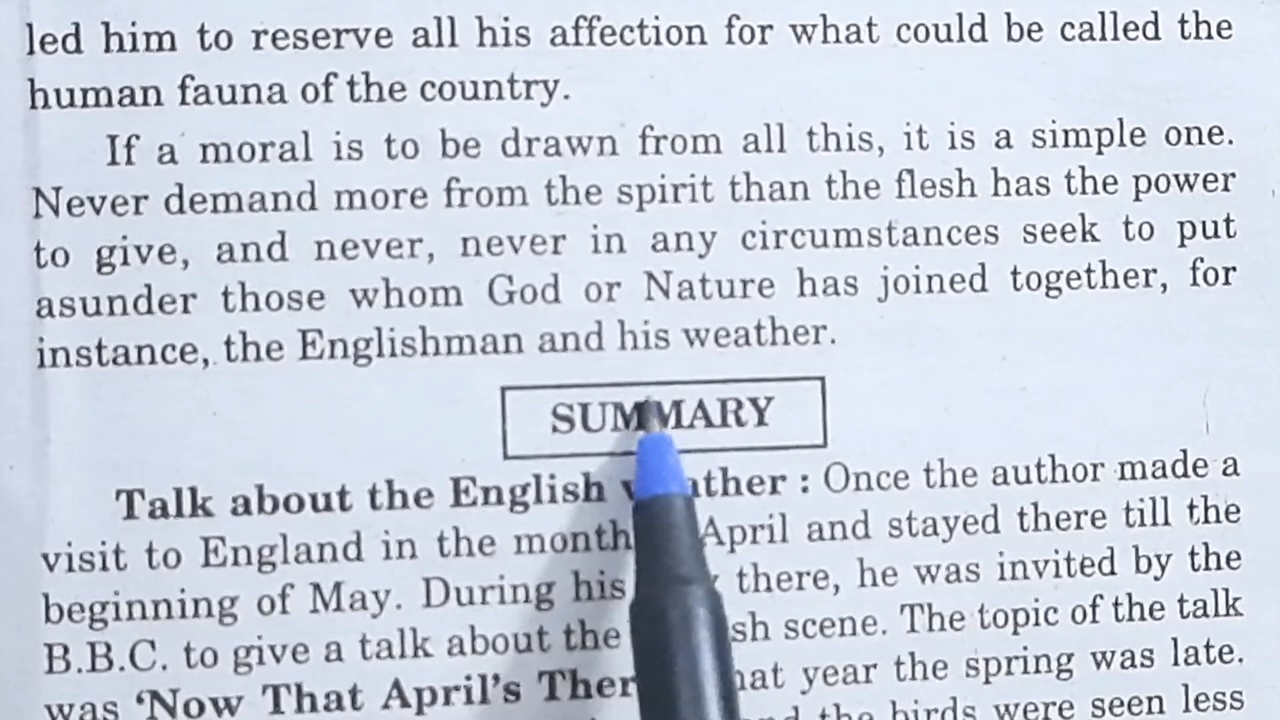 led him to reserve all his affection for what could be called the
human fauna of the country.
If a moral is to be drawn from all this, it is a simple one.
Never demand more from the spirit than the flesh has the power
to give, and never, never in any circumstances seek to put
asunder those whom God or Nature has joined together, for
instance, the Englishman and his weather.
SUMMARY
Talk about the English : Once the author made a
visit to England in the month April and stayed there till the
beginning of May. During his there, he was invited by the
B.B.C. to give a talk about the scene. The topic of the talk
was 'Now That April's year the spring was late.
the birds were seen less